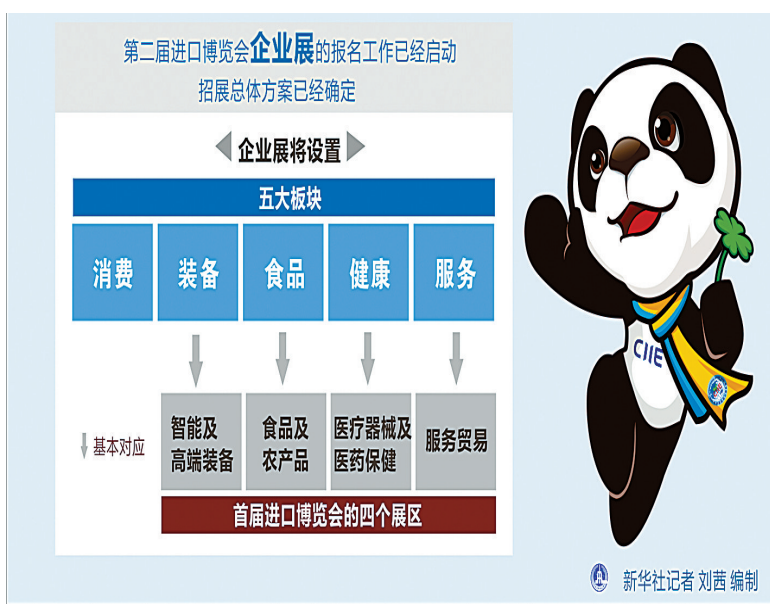 第二届进口博览会企业展的报名工作已经启动
招展总体方案已经确定
企业展将设置
五大板块
消费 装备 食品 健康 服务
基本对应
智能及
高端装备
食品及
农产品
医疗器械及
医药保健
服务贸易
首届进口博览会的四个展区
CIIE
新华社记者 刘茜 编制